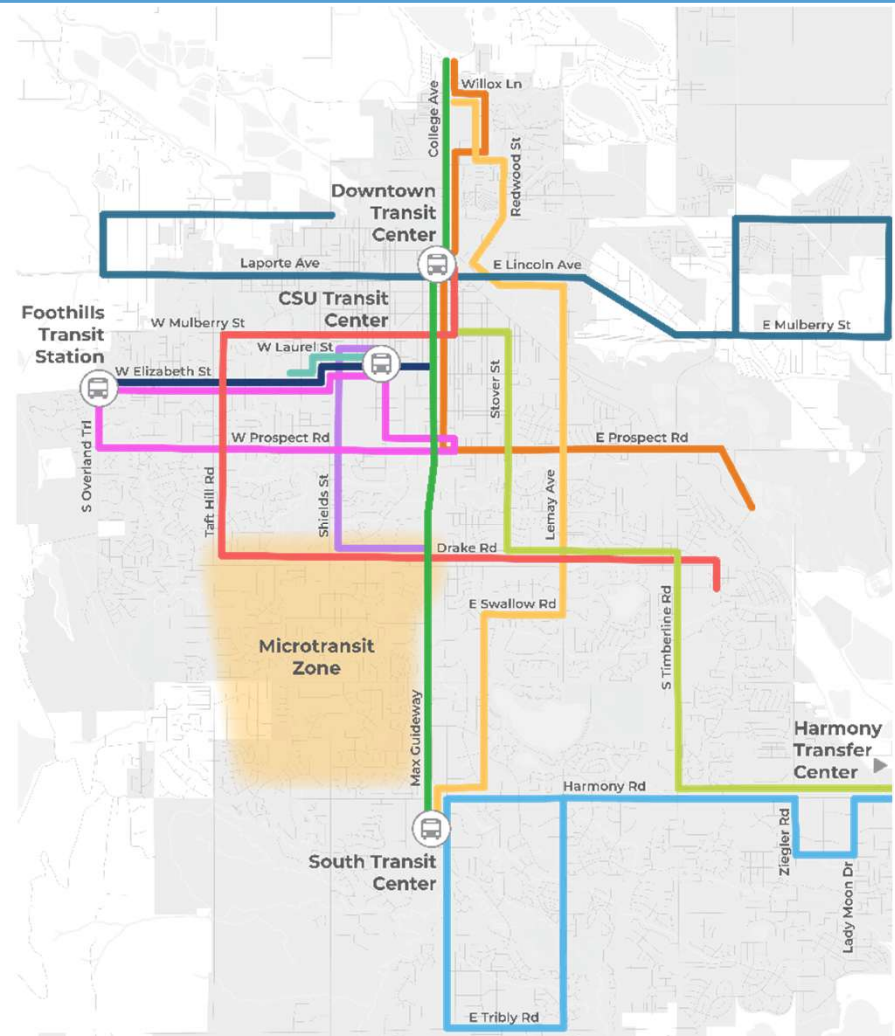 Willox Ln
College Ave
Redwood St
Downtown
Transit
Center
Laporte Ave
E Lincoln Ave
CSU Transit
Center
Foothills
Transit
Station
W Mulberry St
E Mulberry St
W Laurel St
W Elizabeth St
Stover St
S Overland Trl
W Prospect Rd
E Prospect Rd
Taft Hill Rd
Shields St
Lemay Ave
Drake Rd
E Swallow Rd
S Timberline Rd
Microtransit
Zone
Max Guideway
Harmony
Transfer
Center
Harmony Rd
Ziegler Rd
South Transit
Center
Lady Moon Dr
E Tribly Rd